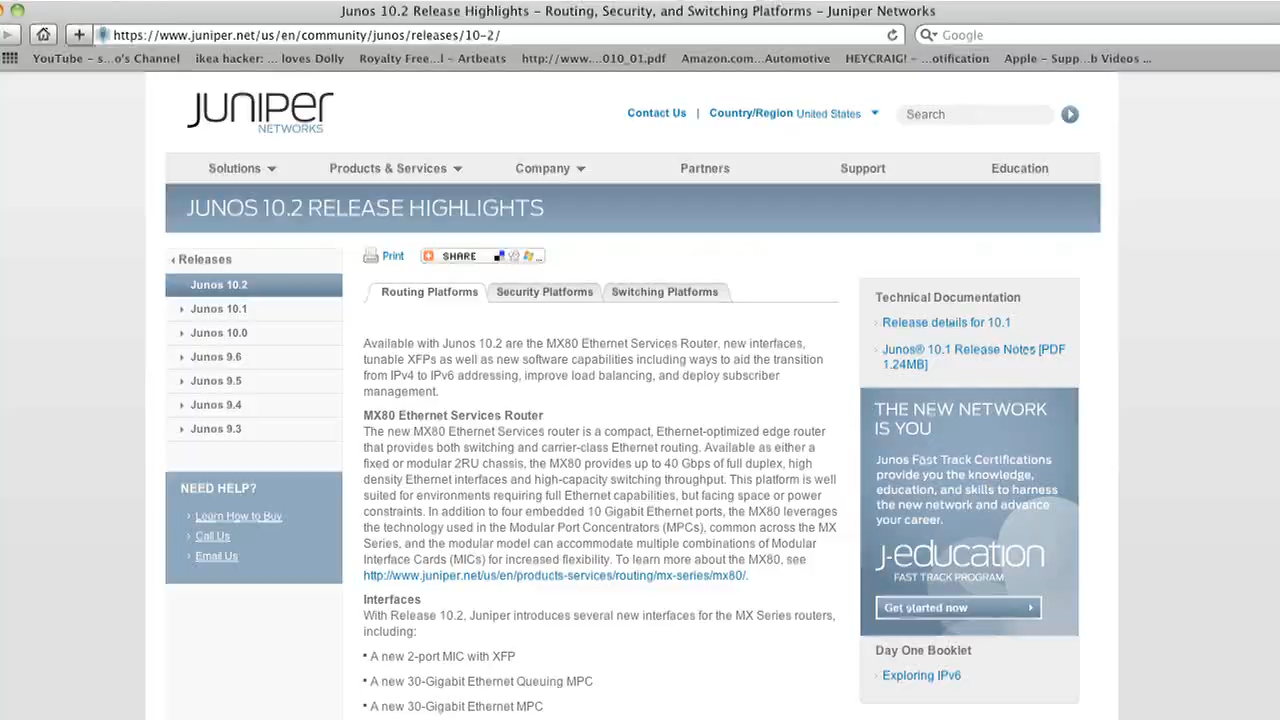 Junos 10.2 Release Highlights – Routing, Security, and Switching Platforms – Juniper Networks
https://www.juniper.net/us/en/community/junos/releases/10-2/
Google
YouTube - s...o's Channel
ikea hacker: ... loves Dolly
Royalty Free...l - Artbeats
http://www....010_01.pdf
Amazon.com...Automotive
HEYCRAIG! – ...otification
Apple - Supp...b Videos ...
JUNIPER
NETWORKS
Contact Us | Country/Region United States
Search
Solutions
Products & Services
Company
Partners
Support
Education
JUNOS 10.2 RELEASE HIGHLIGHTS
Releases
Junos 10.2
Junos 10.1
Junos 10.0
Junos 9.6
Junos 9.5
Junos 9.4
Junos 9.3
NEED HELP?
Learn How to Buy
Call Us
Email Us
Print
SHARE
...
Routing Platforms
Security Platforms
Switching Platforms
Available with Junos 10.2 are the MX80 Ethernet Services Router, new interfaces,
tunable XFPs as well as new software capabilities including ways to aid the transition
from IPv4 to IPv6 addressing, improve load balancing, and deploy subscriber
management.
MX80 Ethernet Services Router
The new MX80 Ethernet Services router is a compact, Ethernet-optimized edge router
that provides both switching and carrier-class Ethernet routing. Available as either a
fixed or modular 2RU chassis, the MX80 provides up to 40 Gbps of full duplex, high
density Ethernet interfaces and high-capacity switching throughput. This platform is well
suited for environments requiring full Ethernet capabilities, but facing space or power
constraints. In addition to four embedded 10 Gigabit Ethernet ports, the MX80 leverages
the technology used in the Modular Port Concentrators (MPCs), common across the MX
Series, and the modular model can accommodate multiple combinations of Modular
Interface Cards (MICs) for increased flexibility. To learn more about the MX80, see
http://www.juniper.net/us/en/products-services/routing/mx-series/mx80/.
Interfaces
With Release 10.2, Juniper introduces several new interfaces for the MX Series routers,
including:
• A new 2-port MIC with XFP
• A new 30-Gigabit Ethernet Queuing MPC
• A new 30-Gigabit Ethernet MPC
Technical Documentation
Release details for 10.1
Junos® 10.1 Release Notes [PDF
1.24MB]
THE NEW NETWORK
IS YOU
Junos Fast Track Certifications
provide you the knowledge,
education, and skills to harness
the new network and advance
your career.
J-education
FAST TRACK PROGRAM
Get started now
Day One Booklet
Exploring IPv6